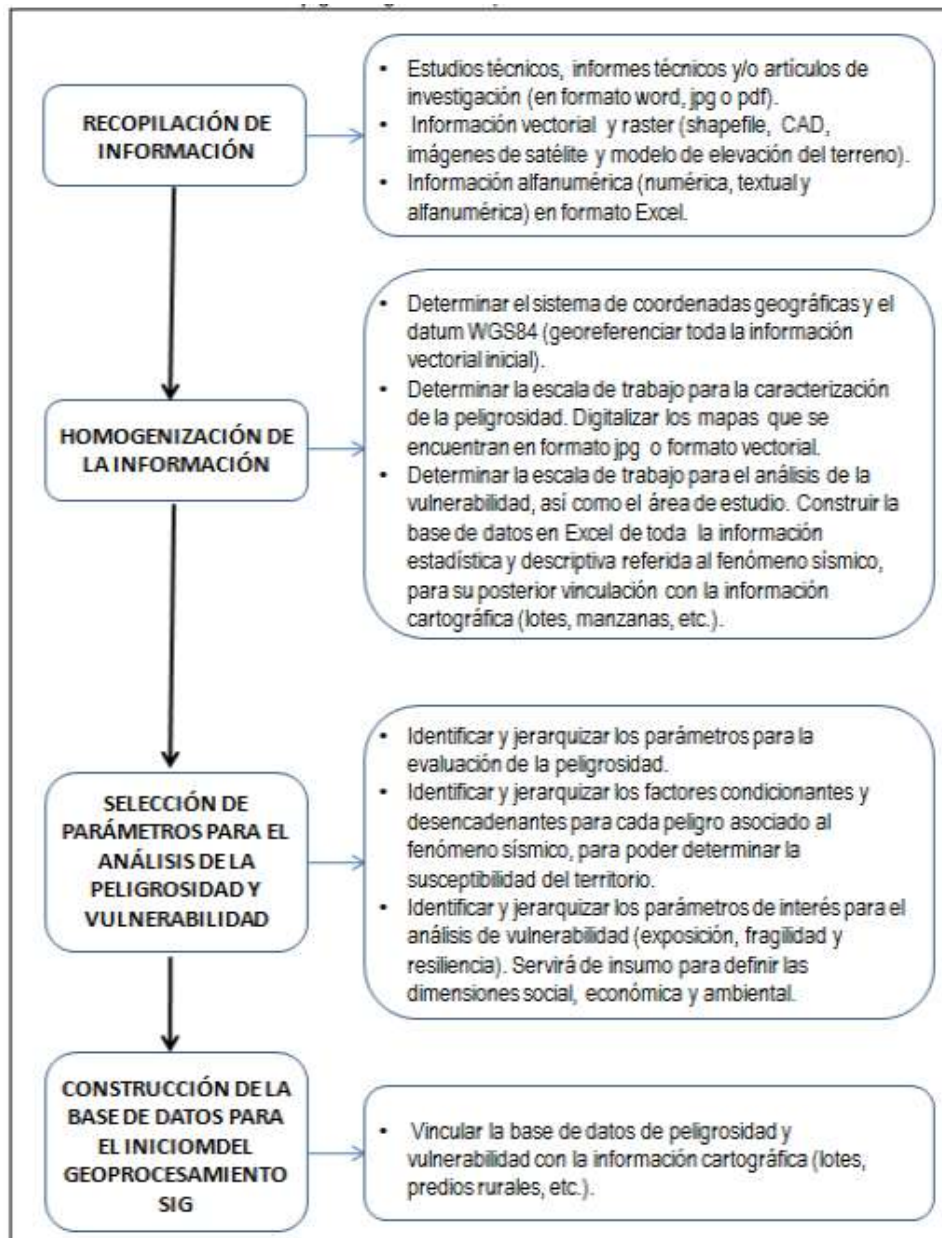 RECOPILACIÓN DE
INFORMACIÓN
• Estudios técnicos, informes técnicos y/o artículos de
investigación (en formato word, jpg o pdf).
• Información vectorial y raster (shapefile, CAD,
imágenes de satélite y modelo de elevación del terreno).
• Información alfanumérica (numérica, textual y
alfanumérica) en formato Excel.
HOMOGENIZACIÓN DE
LA INFORMACIÓN
• Determinar el sistema de coordenadas geográficas y el
datum WGS84 (georeferenciar toda la información
vectorial inicial).
• Determinar la escala de trabajo para la caracterización
de la peligrosidad. Digitalizar los mapas que se
encuentran en formato jpg o formato vectorial.
• Determinar la escala de trabajo para el análisis de la
vulnerabilidad, así como el área de estudio. Construir la
base de datos en Excel de toda la información
estadística y descriptiva referida al fenómeno sísmico,
para su posterior vinculación con la información
cartográfica (lotes, manzanas, etc.).
SELECCIÓN DE
PARÁMETROS PARA EL
ANÁLISIS DE LA
PELIGROSIDAD Y
VULNERABILIDAD
• Identificar y jerarquizar los parámetros para la
evaluación de la peligrosidad.
• Identificar y jerarquizar los factores condicionantes y
desencadenantes para cada peligro asociado al
fenómeno sísmico, para poder determinar la
susceptibilidad del territorio.
• Identificar y jerarquizar los parámetros de interés para el
análisis de vulnerabilidad (exposición, fragilidad y
resiliencia). Servirá de insumo para definir las
dimensiones social, económica y ambiental.
CONSTRUCCIÓN DE LA
BASE DE DATOS PARA
EL INICIOMDEL
GEOPROCESAMIENTO
SIG
• Vincular la base de datos de peligrosidad y
vulnerabilidad con la información cartográfica (lotes,
predios rurales, etc.).